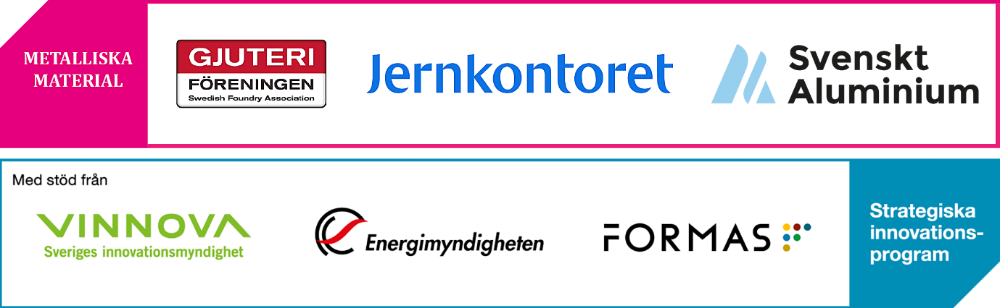 METALLISKA
MATERIAL
GJUTERI
FÖRENINGEN
Swedish Foundry Association
Jernkontoret
Svenskt
Aluminium
Med stöd från
VINNOVA
Sveriges innovationsmyndighet
Energimyndigheten
FORMAS
Strategiska
innovations-
program